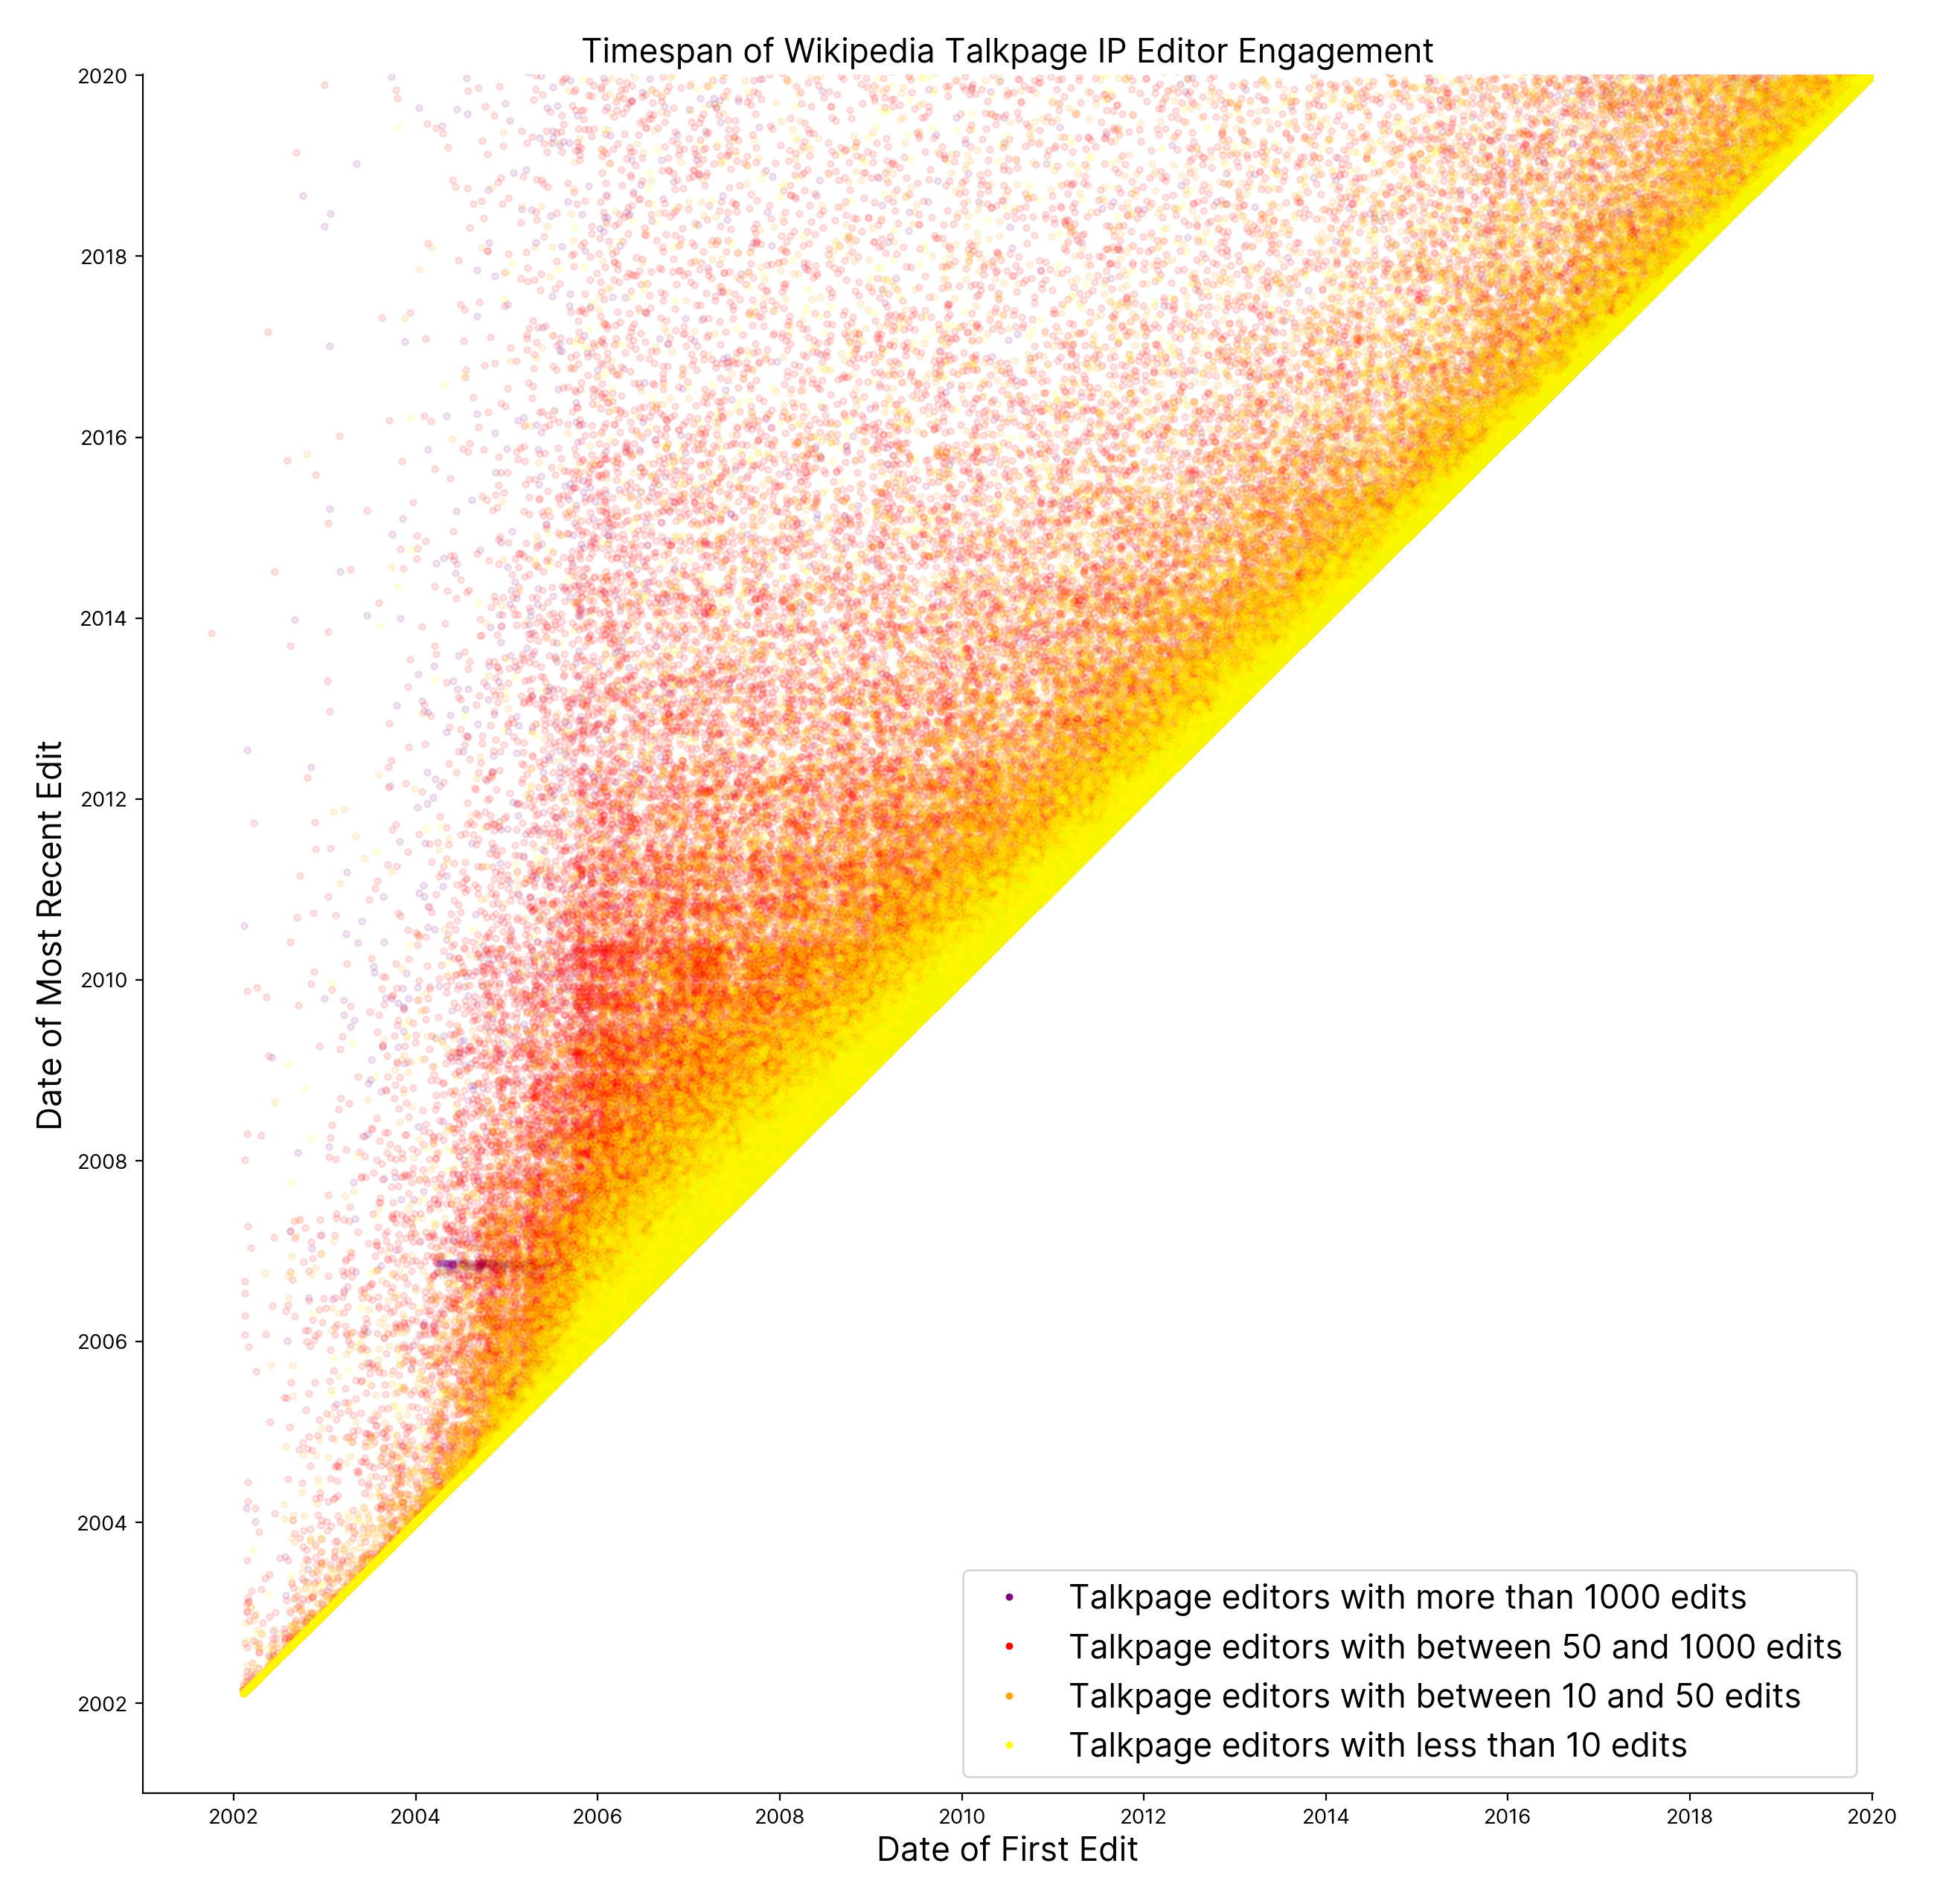 Timespan of Wikipedia Talkpage IP Editor Engagement
2020
2018
2016
2014
2012
2010
2008
2006
2004
2002
Date of Most Recent Edit
Talkpage editors with more than 1000 edits
Talkpage editors with between 50 and 1000 edits
Talkpage editors with between 10 and 50 edits
Talkpage editors with less than 10 edits
2002 2004 2006 2008 2010 2012 2014 2016 2018 2020
Date of First Edit